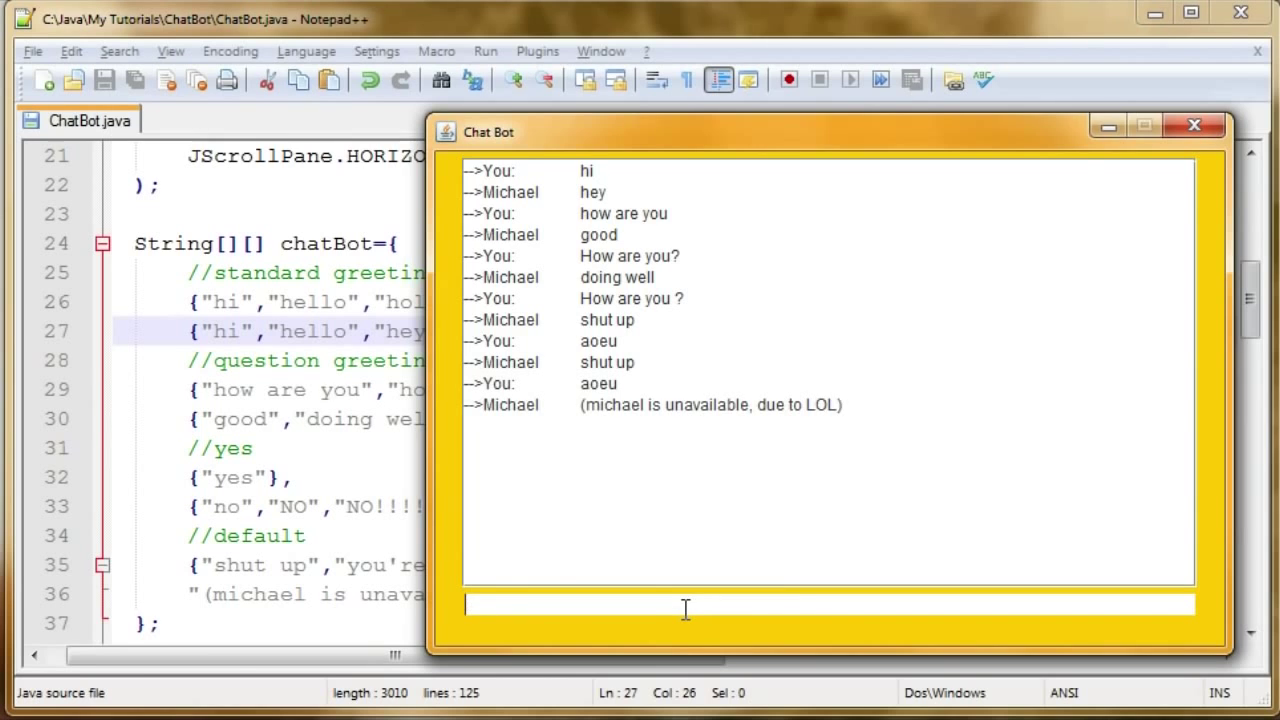 C:\Java\My Tutorials\ChatBot\ChatBot.java - Notepad++
File Edit Search View Encoding Language Settings Macro Run Plugins Window ? X
ABC
ChatBot.java
21 JScrollPane.HORIZO
22 );
23
24 String[][] chatBot={
25 //standard greetin
26 {"hi","hello","hol
27 {"hi","hello","hey
28 //question greetin
29 {"how are you","ho
30 {"good","doing wel
31 //yes
32 {"yes"},
33 {"no","NO","NO!!!!
34 //default
35 {"shut up","you're
36 "(michael is unava
37 };
Chat Bot
-->You: hi
-->Michael hey
-->You: how are you
-->Michael good
-->You: How are you?
-->Michael doing well
-->You: How are you ?
-->Michael shut up
-->You: aoeu
-->Michael shut up
-->You: aoeu
-->Michael (michael is unavailable, due to LOL)
Java source file length : 3010 lines : 125 Ln : 27 Col : 26 Sel : 0 Dos\Windows ANSI INS